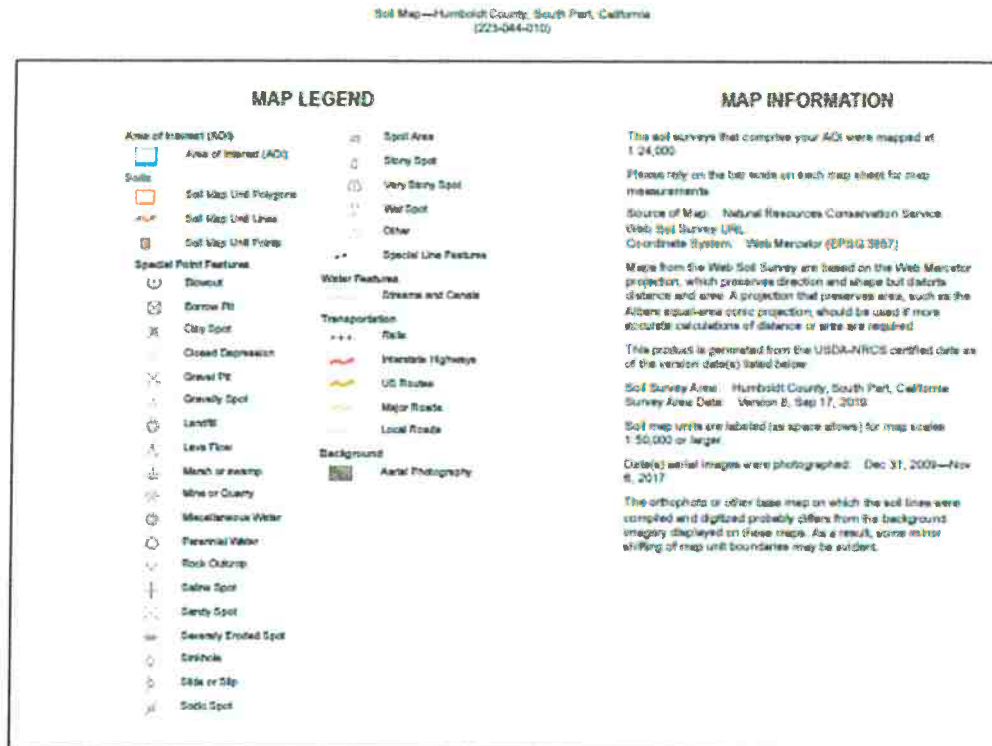 Soil Map—Humboldt County, South Part, California
(223-044-010)
MAP LEGEND
Area of Interest (AOI)
Area of Interest (AOI)
Soils
Soil Map Unit Polygons
Soil Map Unit Lines
Soil Map Unit Points
Special Point Features
Blowout
Borrow Pit
Clay Spot
Closed Depression
Gravel Pit
Gravelly Spot
Landfill
Lava Flow
Marsh or swamp
Mine or Quarry
Miscellaneous Water
Perennial Water
Rock Outcrop
Saline Spot
Sandy Spot
Severely Eroded Spot
Sinkhole
Slide or Slip
Sodic Spot
Spoil Area
Stony Spot
Very Stony Spot
Wet Spot
Other
Special Line Features
Water Features
Streams and Canals
Transportation
Rails
Interstate Highways
US Routes
Major Roads
Local Roads
Background
Aerial Photography
MAP INFORMATION
The soil surveys that comprise your AOI were mapped at
1:24,000.
Please rely on the bar scale on each map sheet for map
measurements.
Source of Map: Natural Resources Conservation Service
Web Soil Survey URL:
Coordinate System: Web Mercator (EPSG:3857)
Maps from the Web Soil Survey are based on the Web Mercator
projection, which preserves direction and shape but distorts
distance and area. A projection that preserves area, such as the
Albers equal-area conic projection, should be used if more
accurate calculations of distance or area are required.
This product is generated from the USDA-NRCS certified data as
of the version date(s) listed below.
Soil Survey Area: Humboldt County, South Part, California
Survey Area Data: Version 8, Sep 17, 2019
Soil map units are labeled (as space allows) for map scales
1:50,000 or larger.
Date(s) aerial images were photographed: Dec 31, 2009—Nov
6, 2017
The orthophoto or other base map on which the soil lines were
compiled and digitized probably differs from the background
imagery displayed on these maps. As a result, some minor
shifting of map unit boundaries may be evident.